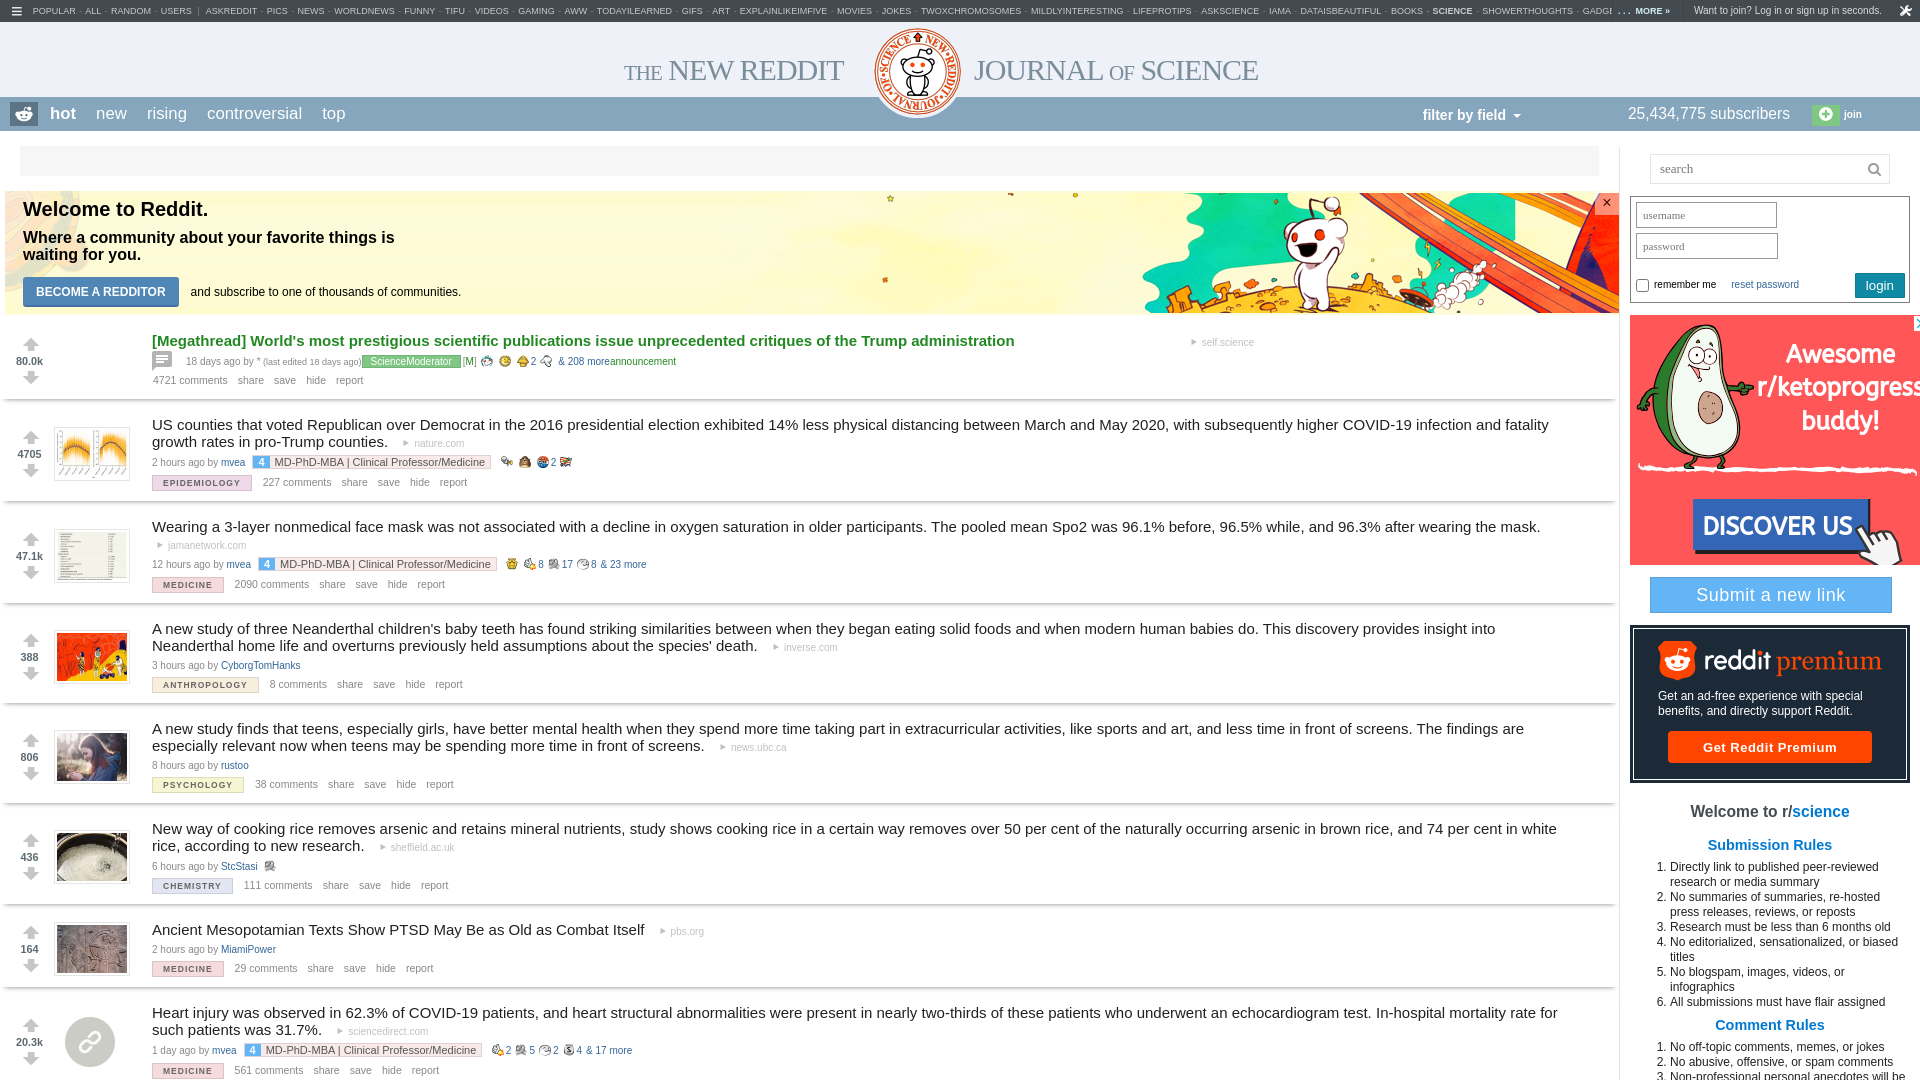 POPULAR - ALL - RANDOM - USERS | ASKREDDIT - PICS - NEWS - WORLDNEWS - FUNNY - TIFU - VIDEOS - GAMING - AWW - TODAYILEARNED - GIFS - ART - EXPLAINLIKEIMFIVE - MOVIES - JOKES - TWOXCHROMOSOMES - MILDLYINTERESTING - LIFEPROTIPS - ASKSCIENCE - IAMA - DATAISBEAUTIFUL - BOOKS - SCIENCE - SHOWERTHOUGHTS - GADGE ... MORE »
Want to join? Log in or sign up in seconds.
THE NEW REDDIT JOURNAL OF SCIENCE
SCIENCE NEW REDDIT JOURNAL OF
hot new rising controversial top
filter by field
25,434,775 subscribers
join
Welcome to Reddit.
Where a community about your favorite things is
waiting for you.
BECOME A REDDITOR and subscribe to one of thousands of communities.
×
80.0k
[Megathread] World's most prestigious scientific publications issue unprecedented critiques of the Trump administration
self.science
18 days ago by * (last edited 18 days ago) ScienceModerator [M] 2 & 208 more announcement
4721 comments share save hide report
4705
US counties that voted Republican over Democrat in the 2016 presidential election exhibited 14% less physical distancing between March and May 2020, with subsequently higher COVID-19 infection and fatality
growth rates in pro-Trump counties. nature.com
2 hours ago by mvea 4 MD-PhD-MBA | Clinical Professor/Medicine 2
EPIDEMIOLOGY 227 comments share save hide report
47.1k
Wearing a 3-layer nonmedical face mask was not associated with a decline in oxygen saturation in older participants. The pooled mean Spo2 was 96.1% before, 96.5% while, and 96.3% after wearing the mask.
jamanetwork.com
12 hours ago by mvea 4 MD-PhD-MBA | Clinical Professor/Medicine 8 17 8 & 23 more
MEDICINE 2090 comments share save hide report
388
A new study of three Neanderthal children's baby teeth has found striking similarities between when they began eating solid foods and when modern human babies do. This discovery provides insight into
Neanderthal home life and overturns previously held assumptions about the species' death. inverse.com
3 hours ago by CyborgTomHanks
ANTHROPOLOGY 8 comments share save hide report
806
A new study finds that teens, especially girls, have better mental health when they spend more time taking part in extracurricular activities, like sports and art, and less time in front of screens. The findings are
especially relevant now when teens may be spending more time in front of screens. news.ubc.ca
8 hours ago by rustoo
PSYCHOLOGY 38 comments share save hide report
436
New way of cooking rice removes arsenic and retains mineral nutrients, study shows cooking rice in a certain way removes over 50 per cent of the naturally occurring arsenic in brown rice, and 74 per cent in white
rice, according to new research. sheffield.ac.uk
6 hours ago by StcStasi
CHEMISTRY 111 comments share save hide report
164
Ancient Mesopotamian Texts Show PTSD May Be as Old as Combat Itself pbs.org
2 hours ago by MiamiPower
MEDICINE 29 comments share save hide report
20.3k
Heart injury was observed in 62.3% of COVID-19 patients, and heart structural abnormalities were present in nearly two-thirds of these patients who underwent an echocardiogram test. In-hospital mortality rate for
such patients was 31.7%. sciencedirect.com
1 day ago by mvea 4 MD-PhD-MBA | Clinical Professor/Medicine 2 5 2 4 & 17 more
MEDICINE 561 comments share save hide report
search
username
password
remember me reset password login
Awesome
r/ketoprogress
buddy!
DISCOVER US
Submit a new link
reddit premium
Get an ad-free experience with special
benefits, and directly support Reddit.
Get Reddit Premium
Welcome to r/science
Submission Rules
1. Directly link to published peer-reviewed
research or media summary
2. No summaries of summaries, re-hosted
press releases, reviews, or reposts
3. Research must be less than 6 months old
4. No editorialized, sensationalized, or biased
titles
5. No blogspam, images, videos, or
infographics
6. All submissions must have flair assigned
Comment Rules
1. No off-topic comments, memes, or jokes
2. No abusive, offensive, or spam comments
3. Non-professional personal anecdotes will be